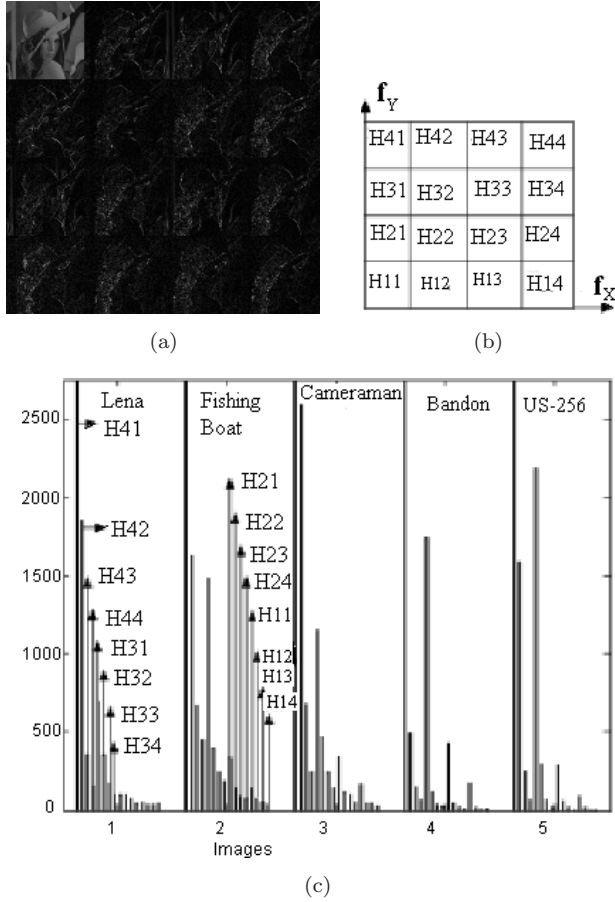 f_Y
H41 H42 H43 H44
H31 H32 H33 H34
H21 H22 H23 H24
H11 H12 H13 H14
f_X
(a)
(b)
2500
2000
1500
1000
500
0
Lena
H41
H42
H43
H44
H31
H32
H33
H34
Fishing
Boat
H21
H22
H23
H24
H11
H12
H13
H14
Cameraman
Bandon
US-256
1 2 3 4 5
Images
(c)